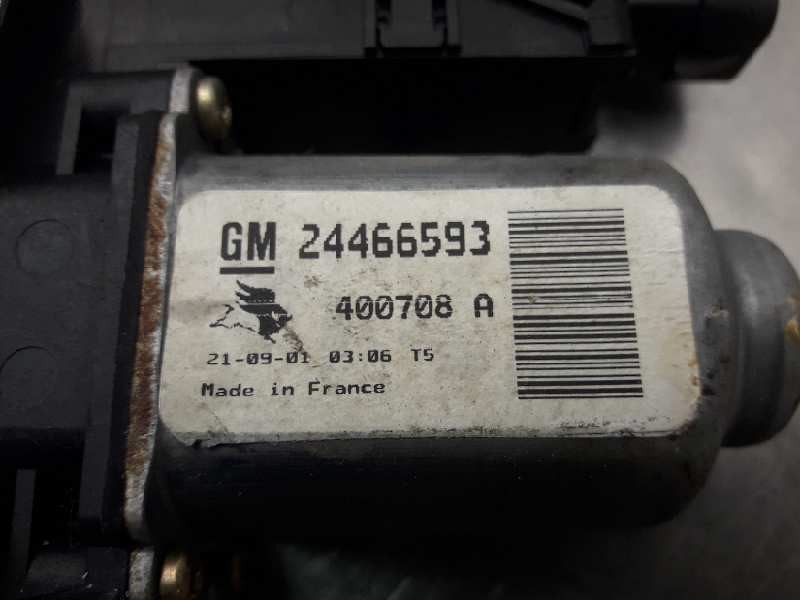 GM 24466593
400708 A
21-09-01 03:06 T5
Made in France